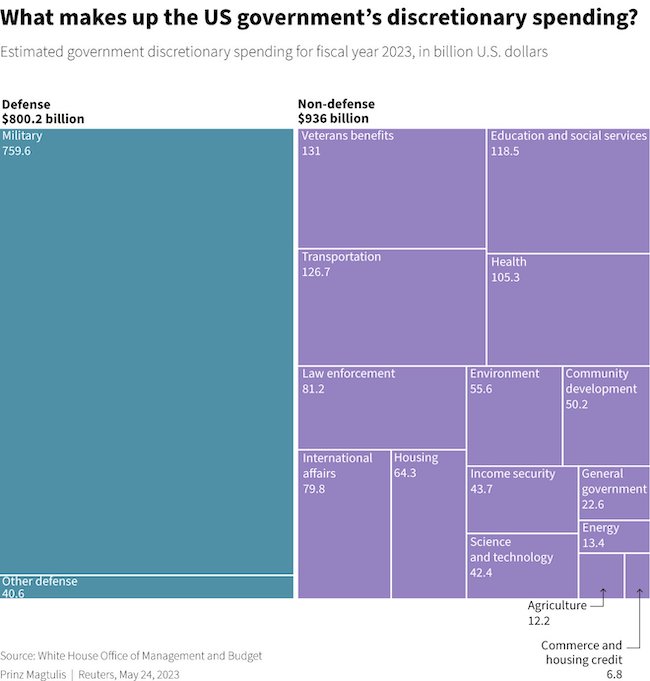 What makes up the US government’s discretionary spending?
Estimated government discretionary spending for fiscal year 2023, in billion U.S. dollars
Defense
$800.2 billion
Military
759.6
Other defense
40.6
Non-defense
$936 billion
Veterans benefits
131
Education and social services
118.5
Transportation
126.7
Health
105.3
Law enforcement
81.2
Environment
55.6
Community
development
50.2
International
affairs
79.8
Housing
64.3
Income security
43.7
General
government
22.6
Science
and technology
42.4
Energy
13.4
Agriculture
12.2
Commerce and
housing credit
6.8
Source: White House Office of Management and Budget
Prinz Magtulis | Reuters, May 24, 2023